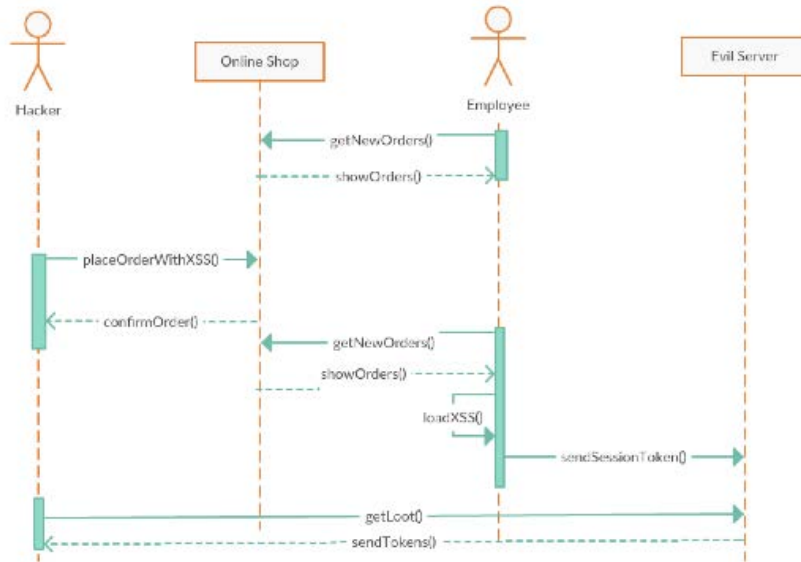 Online Shop
Evil Server
Hacker
Employee
getNewOrders()
showOrders()
placeOrderWithXSS()
confirmOrder()
getNewOrders()
showOrders()
loadXSS()
sendSessionToken()
getLoot()
sendTokens()